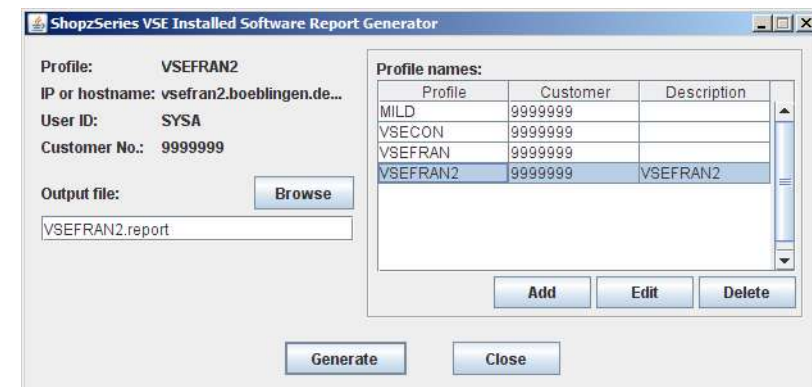 ShopzSeries VSE Installed Software Report Generator
Profile: VSEFRAN2
IP or hostname: vsefran2.boeblingen.de...
User ID: SYSA
Customer No.: 9999999
Output file:
Browse
VSEFRAN2.report
Profile names:
Profile Customer Description
MILD 9999999
VSECON 9999999
VSEFRAN 9999999
VSEFRAN2 9999999 VSEFRAN2
Add Edit Delete
Generate Close